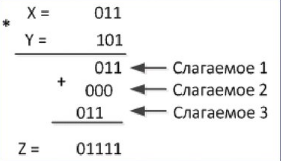 X = 011
* Y = 101
011 Слагаемое 1
+ 000 Слагаемое 2
011 Слагаемое 3
Z = 01111